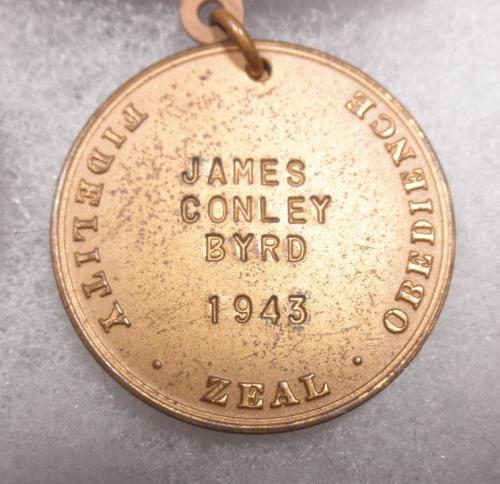 FIDELITY
ZEAL
OBEDIENCE
JAMES
CONLEY
BYRD
1943